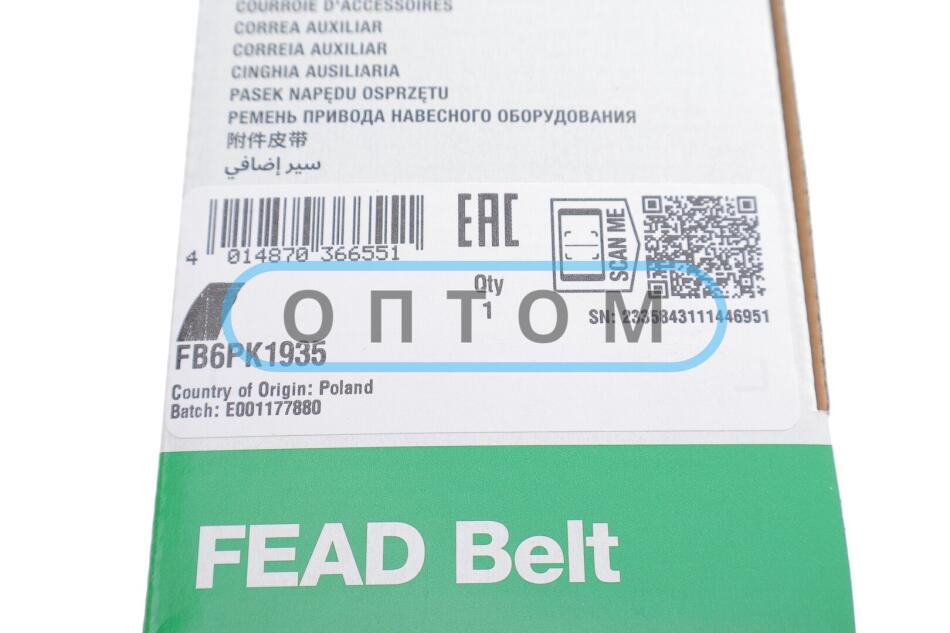 COURROIE D'ACCESSOIRES
CORREA AUXILIAR
CORREIA AUXILIAR
CINGHIA AUSILIARIA
PASEK NAPĘDU OSPRZĘTU
РЕМЕНЬ ПРИВОДА НАВЕСНОГО ОБОРУДОВАНИЯ
附件皮带
سير إضافي
4 014870 366551
EAC
SCAN ME
Qty
1
SN: 2335843111446951
ОПТОМ
FB6PK1935
Country of Origin: Poland
Batch: E001177880
FEAD Belt